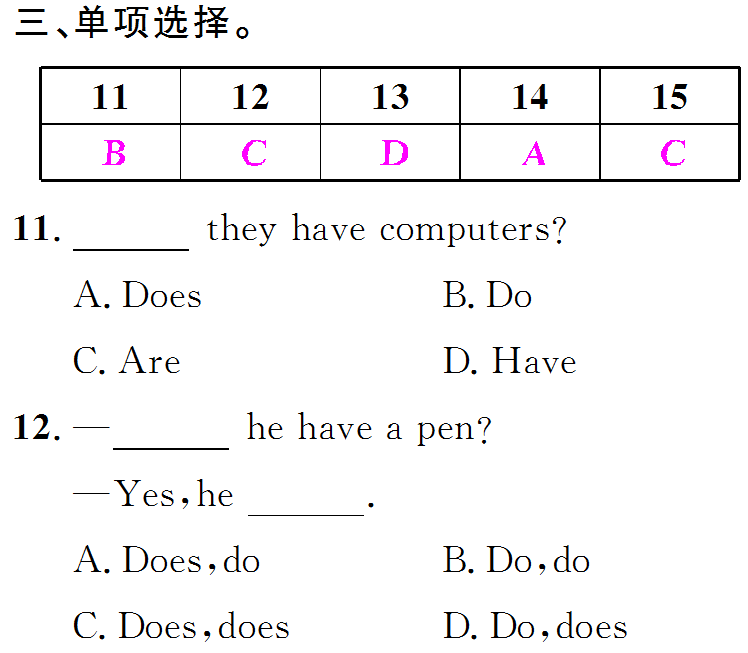 三、单项选择。
11 12 13 14 15
B C D A C
11. ______ they have computers?
A. Does B. Do
C. Are D. Have
12. —______ he have a pen?
—Yes,he ______.
A. Does,do B. Do,do
C. Does,does D. Do,does